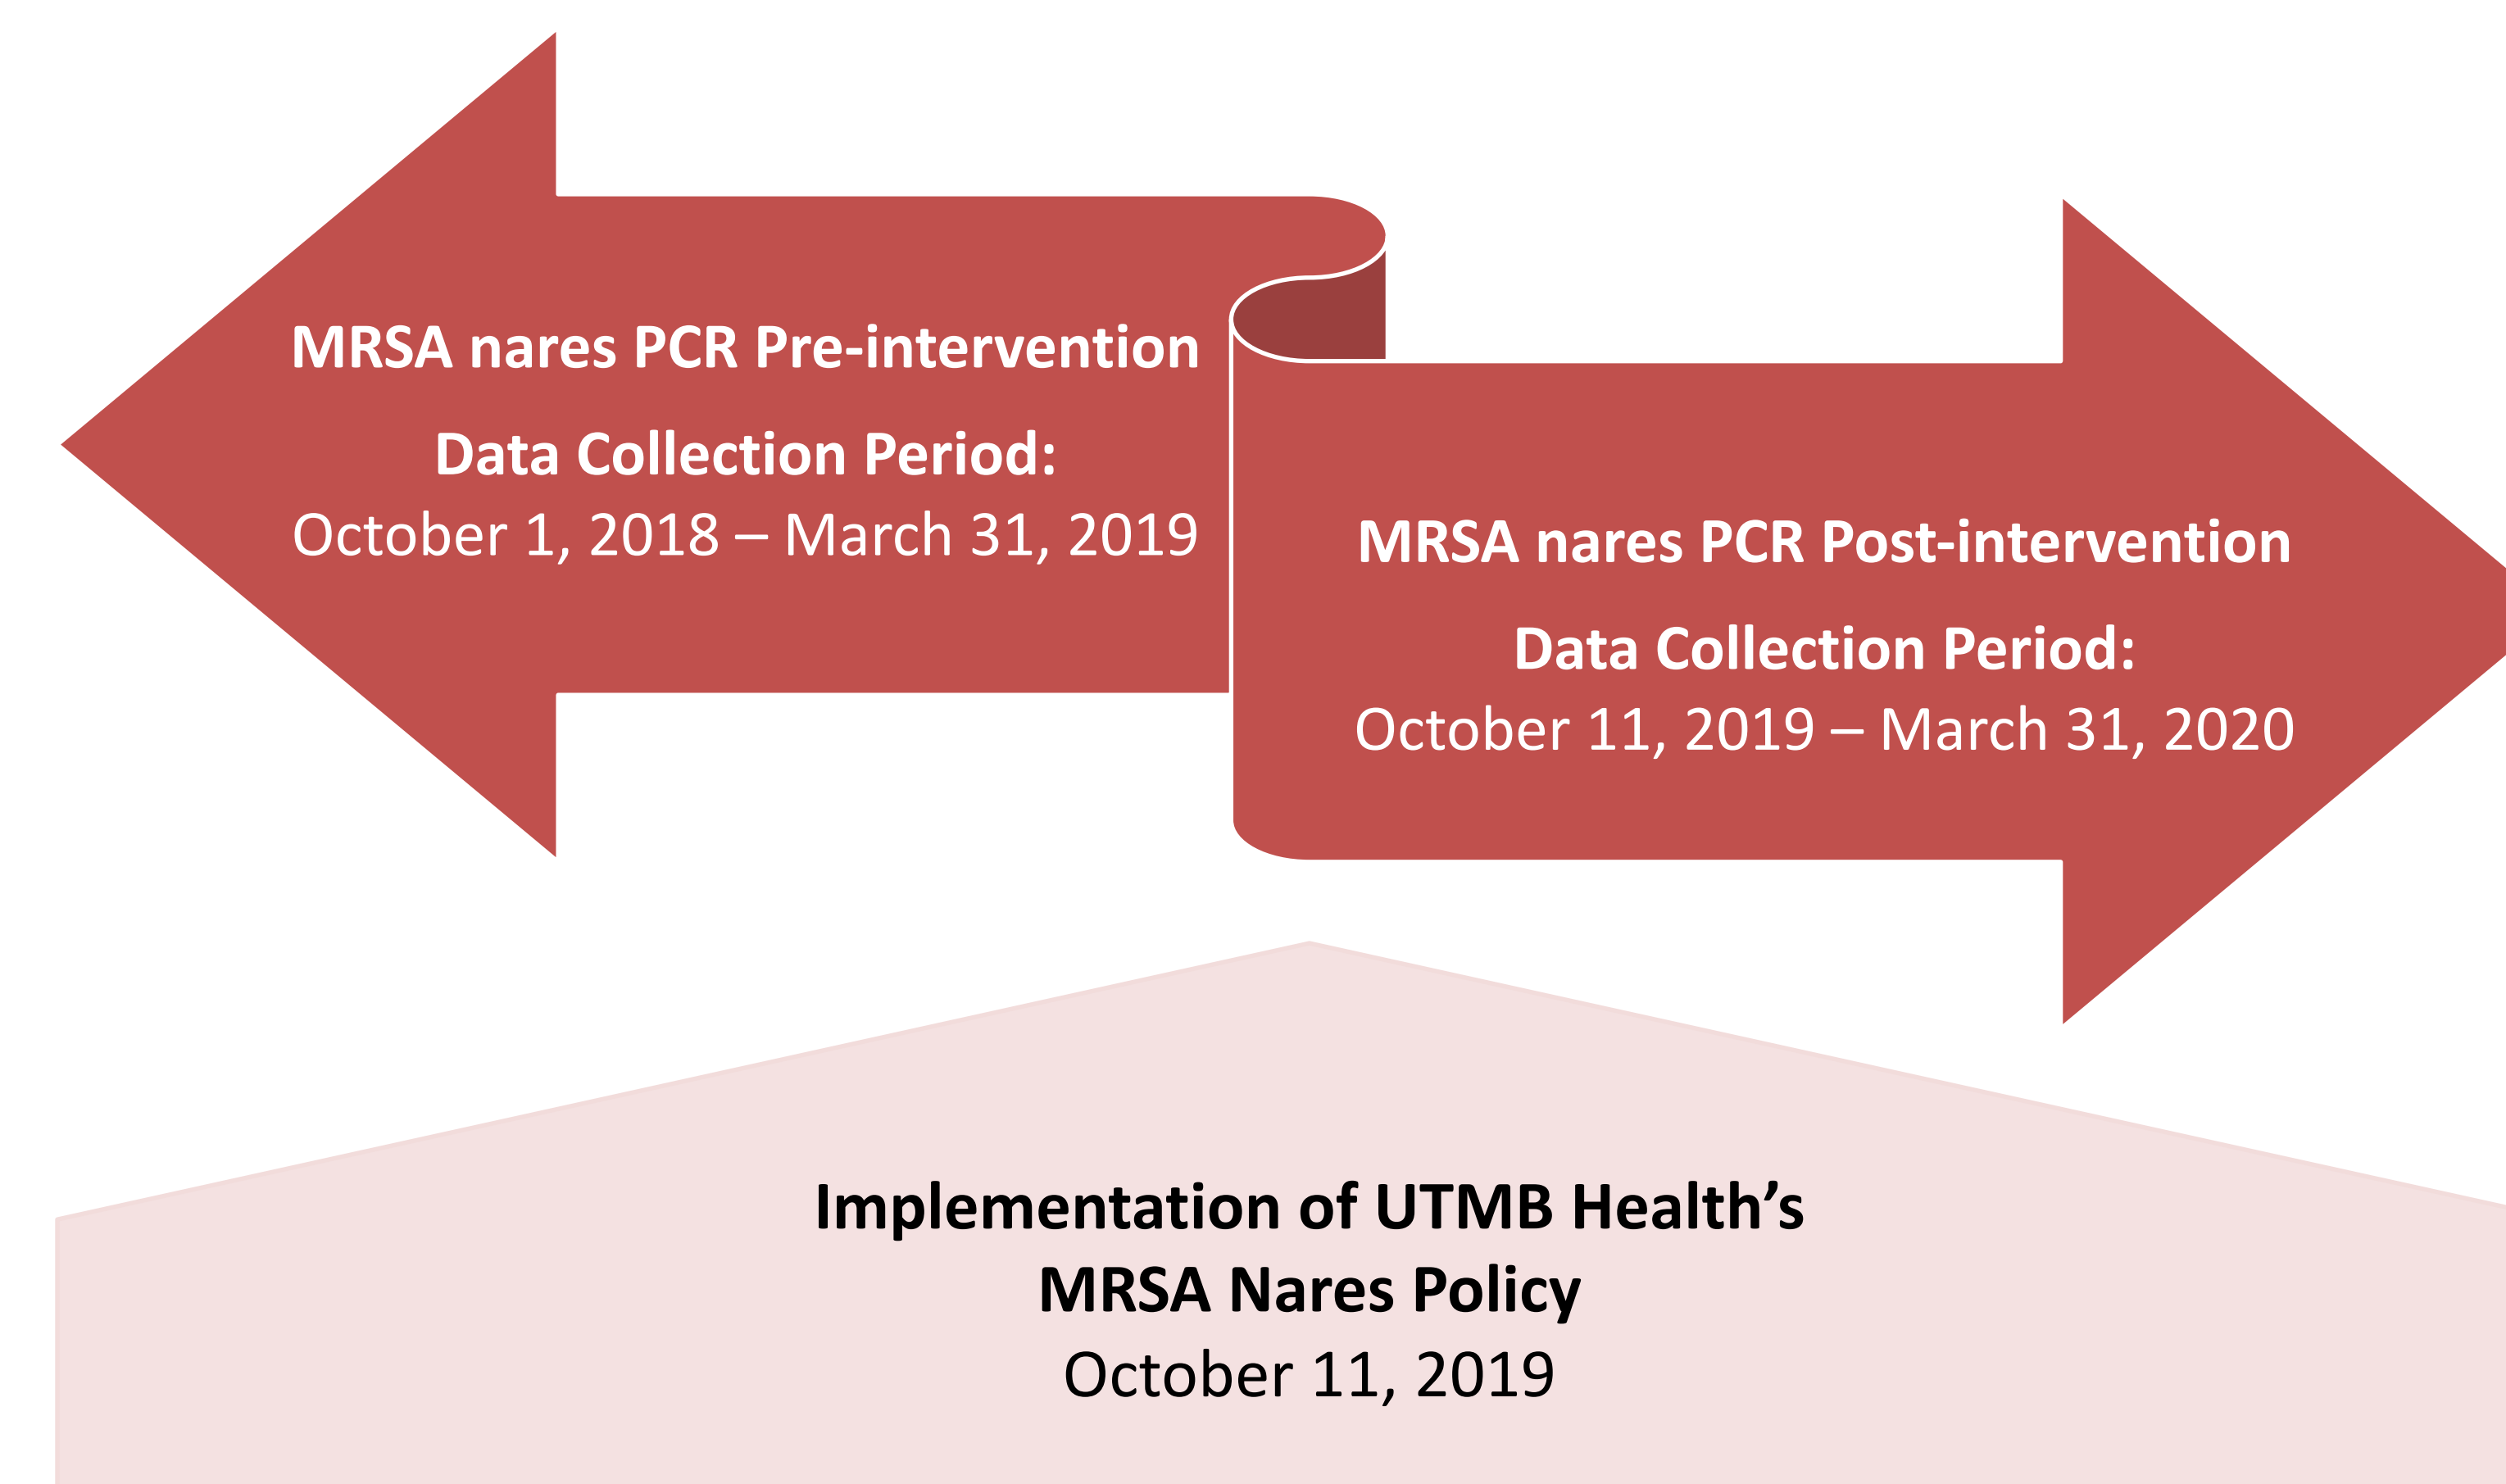 MRSA nares PCR Pre-intervention
Data Collection Period:
October 1, 2018 – March 31, 2019
MRSA nares PCR Post-intervention
Data Collection Period:
October 11, 2019 – March 31, 2020
Implementation of UTMB Health’s
MRSA Nares Policy
October 11, 2019